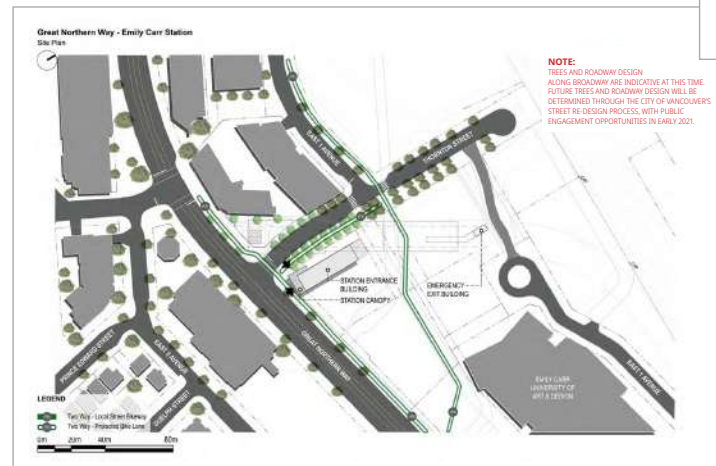 Great Northern Way - Emily Carr Station
Site Plan
NOTE:
TREES AND ROADWAY DESIGN
ALONG BROADWAY ARE INDICATIVE AT THIS TIME.
FUTURE TREES AND ROADWAY DESIGN WILL BE
DETERMINED THROUGH THE CITY OF VANCOUVER'S
STREET RE-DESIGN PROCESS, WITH PUBLIC
ENGAGEMENT OPPORTUNITIES IN EARLY 2021.
EAST 1 AVENUE
THORNTON STREET
STATION ENTRANCE
BUILDING
STATION CANOPY
EMERGENCY
EXIT BUILDING
GREAT NORTHERN WAY
PRINCE EDWARD STREET
EAST 7 AVENUE
GUELPH STREET
EMILY CARR
UNIVERSITY OF
ART & DESIGN
EAST 1 AVENUE
LEGEND
Two Way - Local Street Bikeway
Two Way - Protected Bike Lane
0m 20m 40m 80m